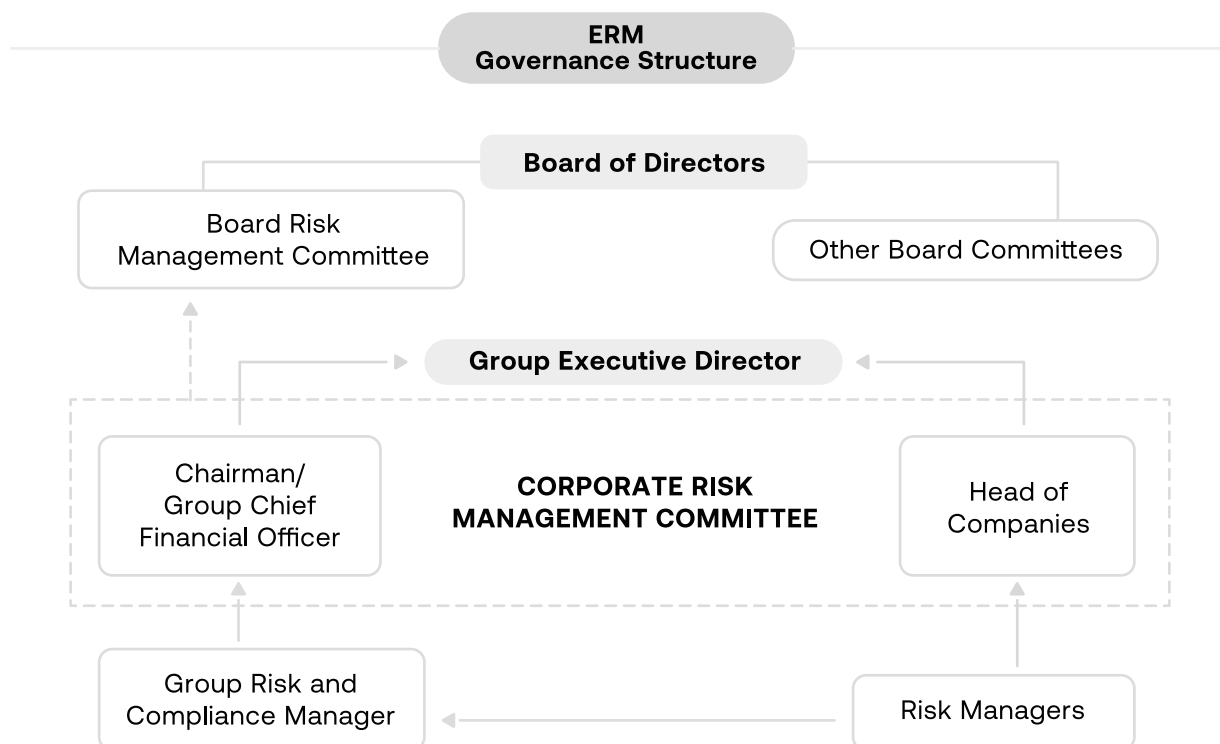 ERM
Governance Structure
Board of Directors
Board Risk
Management Committee
Other Board Committees
Group Executive Director
Chairman/
Group Chief
Financial Officer
CORPORATE RISK
MANAGEMENT COMMITTEE
Head of
Companies
Group Risk and
Compliance Manager
Risk Managers